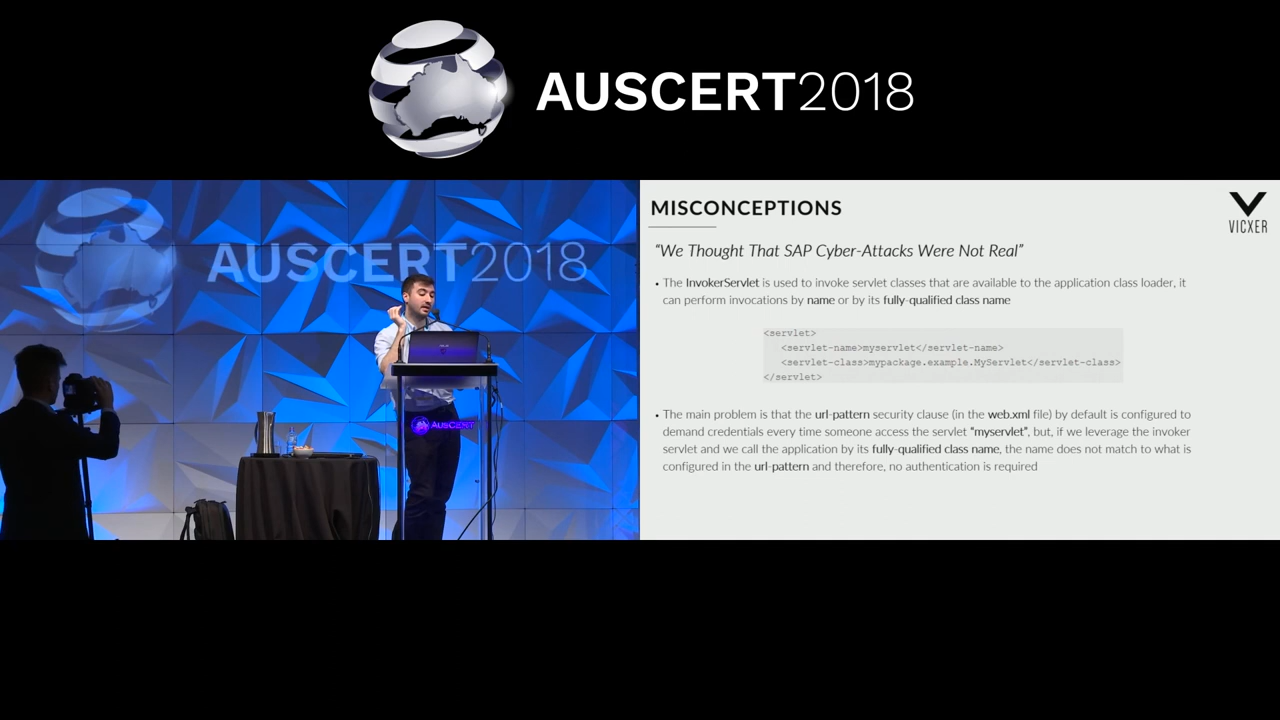 AUSCERT2018
AUSCERT2018
AUSCERT
MISCONCEPTIONS
VICXER
“We Thought That SAP Cyber-Attacks Were Not Real”
• The InvokerServlet is used to invoke servlet classes that are available to the application class loader, it
can perform invocations by name or by its fully-qualified class name
<servlet>
<servlet-name>myservlet</servlet-name>
<servlet-class>mypackage.example.MyServlet</servlet-class>
</servlet>
• The main problem is that the url-pattern security clause (in the web.xml file) by default is configured to
demand credentials every time someone access the servlet “myservlet”, but, if we leverage the invoker
servlet and we call the application by its fully-qualified class name, the name does not match to what is
configured in the url-pattern and therefore, no authentication is required